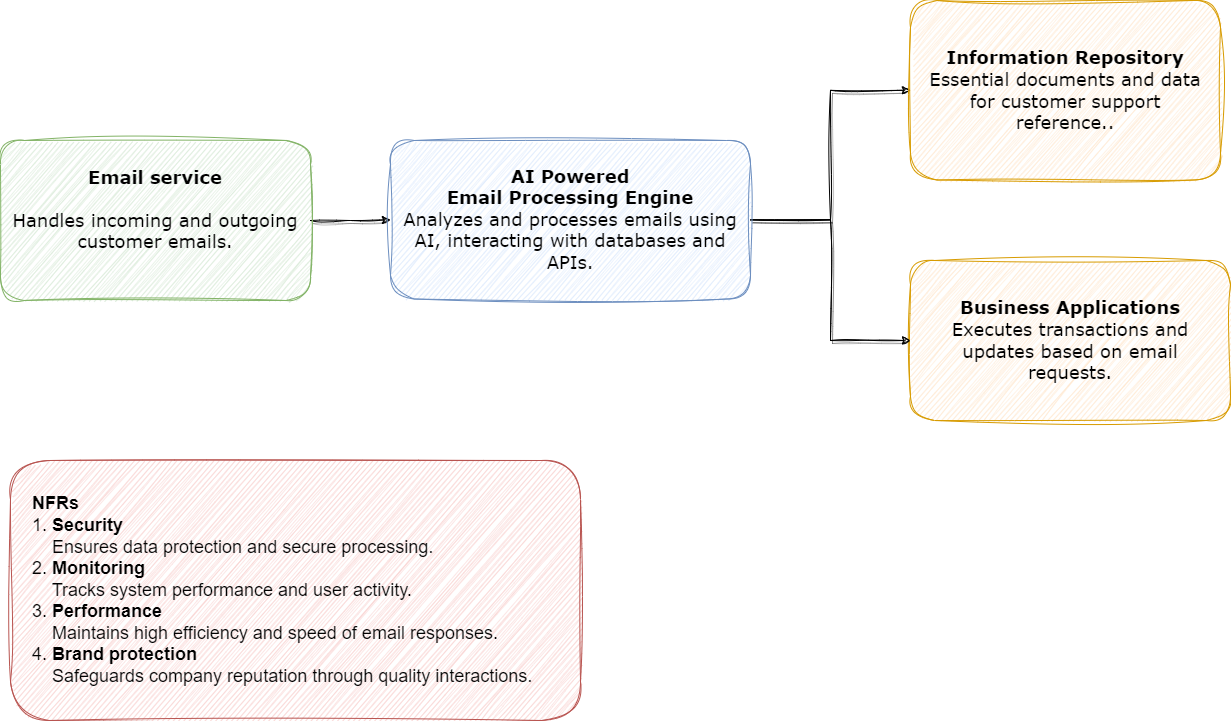 Information Repository
Essential documents and data
for customer support
reference..
Email service
Handles incoming and outgoing
customer emails.
AI Powered
Email Processing Engine
Analyzes and processes emails using
AI, interacting with databases and
APIs.
Business Applications
Executes transactions and
updates based on email
requests.
NFRs
1. Security
Ensures data protection and secure processing.
2. Monitoring
Tracks system performance and user activity.
3. Performance
Maintains high efficiency and speed of email responses.
4. Brand protection
Safeguards company reputation through quality interactions.